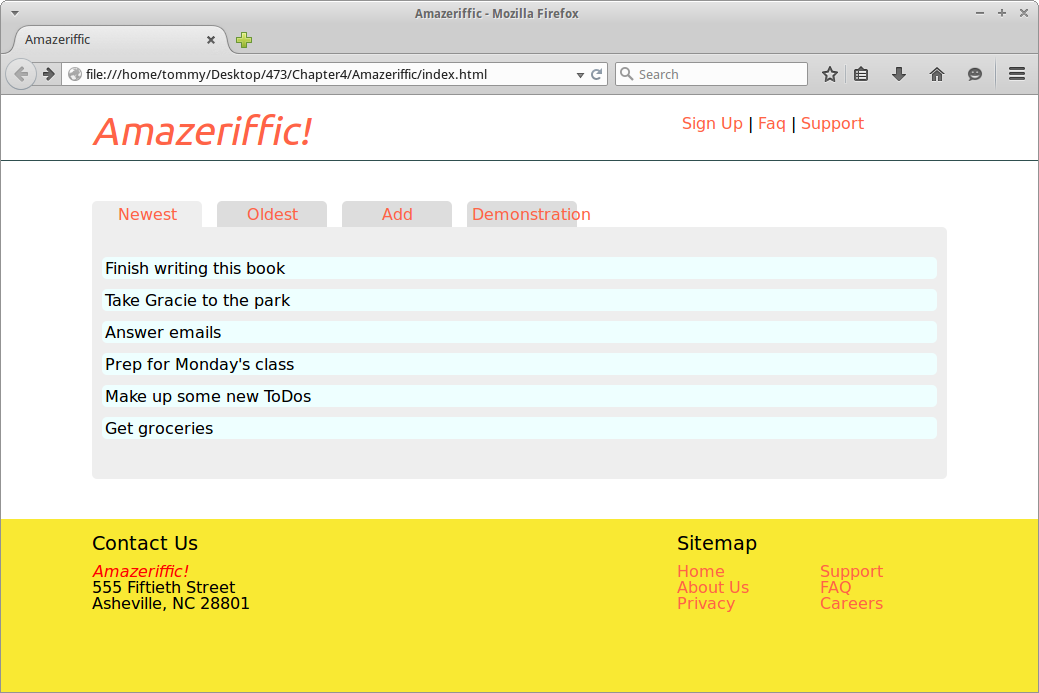 Amazeriffic - Mozilla Firefox
Amazeriffic
file:///home/tommy/Desktop/473/Chapter4/Amazeriffic/index.html
Search
Amazeriffic!
Sign Up | Faq | Support
Newest Oldest Add Demonstration
Finish writing this book
Take Gracie to the park
Answer emails
Prep for Monday's class
Make up some new ToDos
Get groceries
Contact Us
Amazeriffic!
555 Fiftieth Street
Asheville, NC 28801
Sitemap
Home Support
About Us FAQ
Privacy Careers